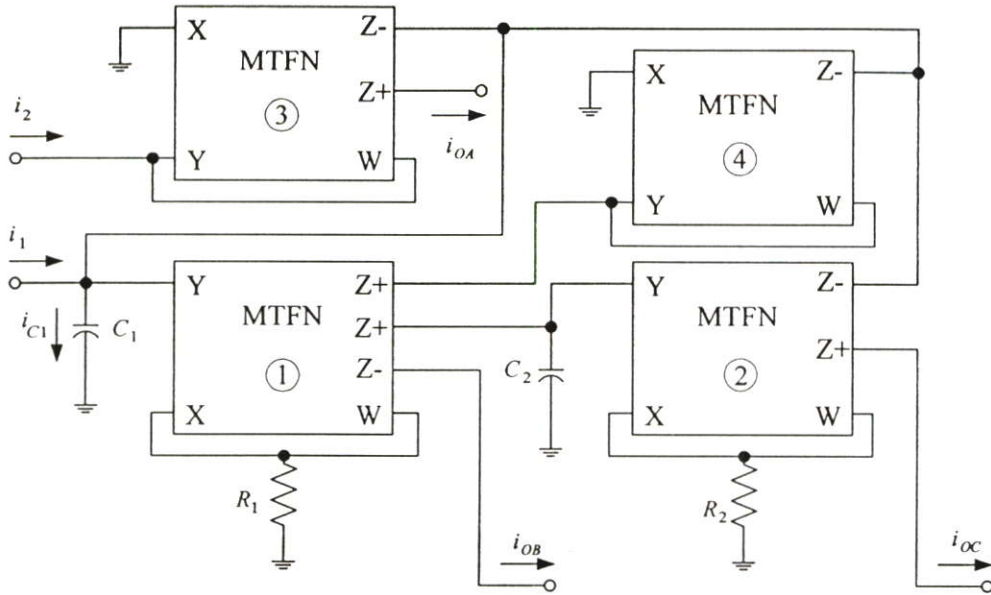 X
Z-
MTFN
Z+
③
Y
W
i2
iOA
X
Z-
MTFN
④
Y
W
i1
iC1
C1
Y
Z+
MTFN
Z+
①
Z-
X
W
R1
iOB
C2
Y
Z-
MTFN
Z+
②
X
W
R2
iOC